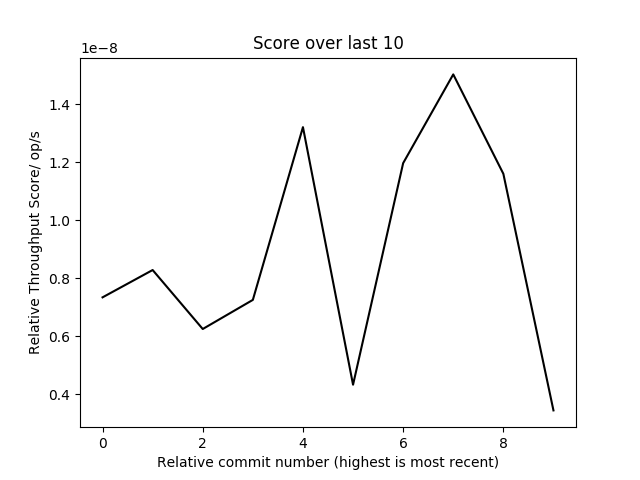 Score over last 10
1e−8
Relative Throughput Score/ op/s
1.4
1.2
1.0
0.8
0.6
0.4
0 2 4 6 8
Relative commit number (highest is most recent)